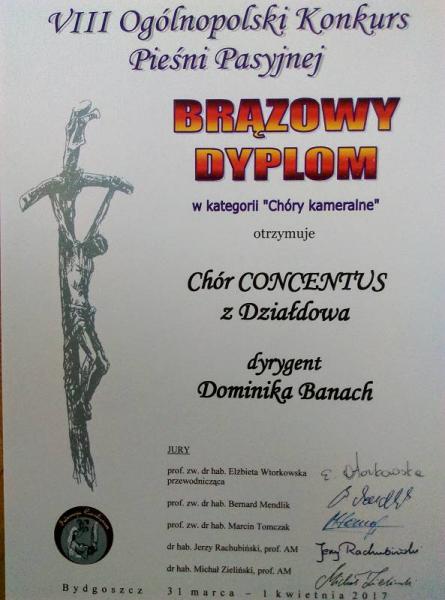 VIII Ogólnopolski Konkurs
Pieśni Pasyjnej
BRĄZOWY
DYPLOM
w kategorii "Chóry kameralne"
otrzymuje
Chór CONCENTUS
z Działdowa
dyrygent
Dominika Banach
JURY
prof. zw. dr hab. Elżbieta Wtorkowska
przewodnicząca
prof. zw. dr hab. Bernard Mendlik
prof. zw. dr hab. Marcin Tomczak
dr hab. Jerzy Rachubiński, prof. AM
Jerzy Rachubiński
dr hab. Michał Zieliński, prof. AM
Bydgoszcz 31 marca – 1 kwietnia 2017